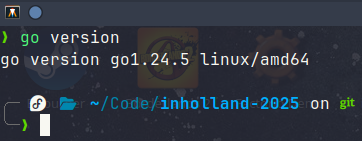 ❯ go version
go version go1.24.5 linux/amd64
~/Code/inholland-2025 on git
❯